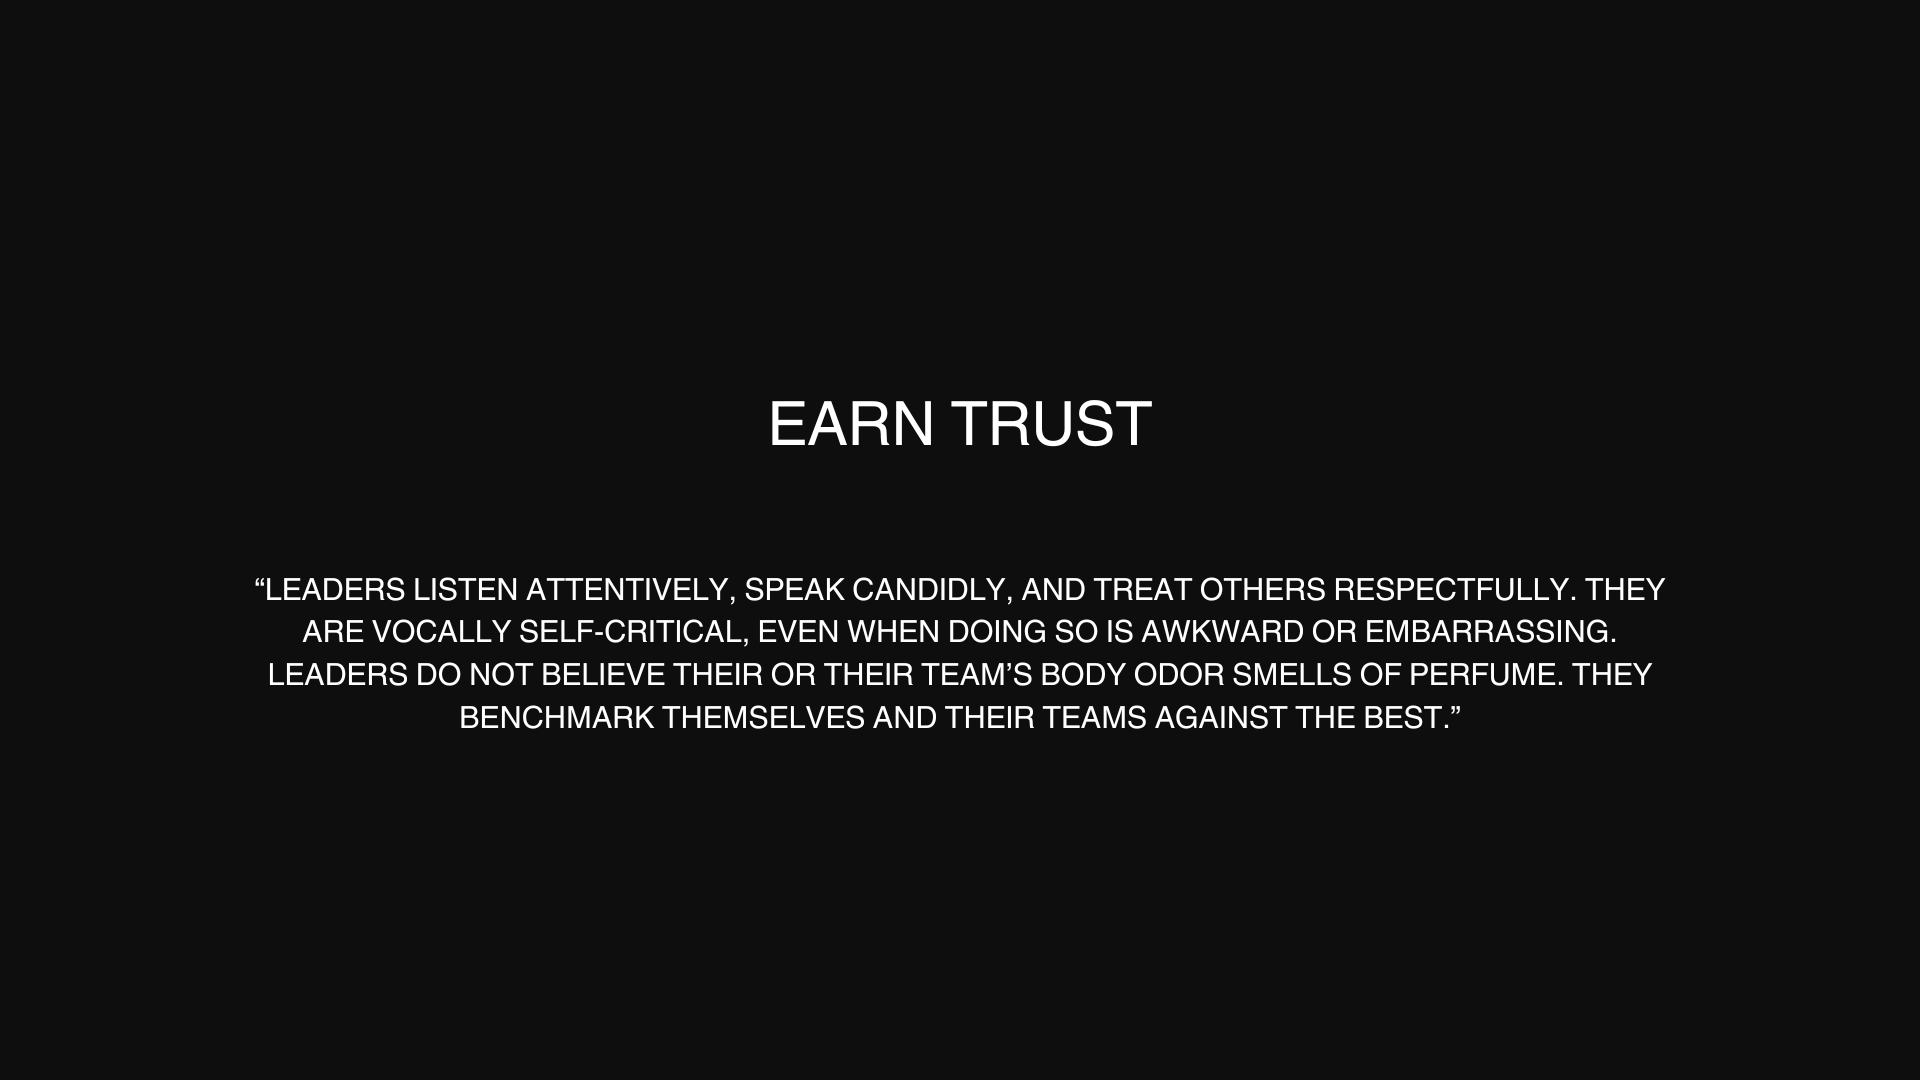 EARN TRUST
“LEADERS LISTEN ATTENTIVELY, SPEAK CANDIDLY, AND TREAT OTHERS RESPECTFULLY. THEY
ARE VOCALLY SELF-CRITICAL, EVEN WHEN DOING SO IS AWKWARD OR EMBARRASSING.
LEADERS DO NOT BELIEVE THEIR OR THEIR TEAM’S BODY ODOR SMELLS OF PERFUME. THEY
BENCHMARK THEMSELVES AND THEIR TEAMS AGAINST THE BEST.”